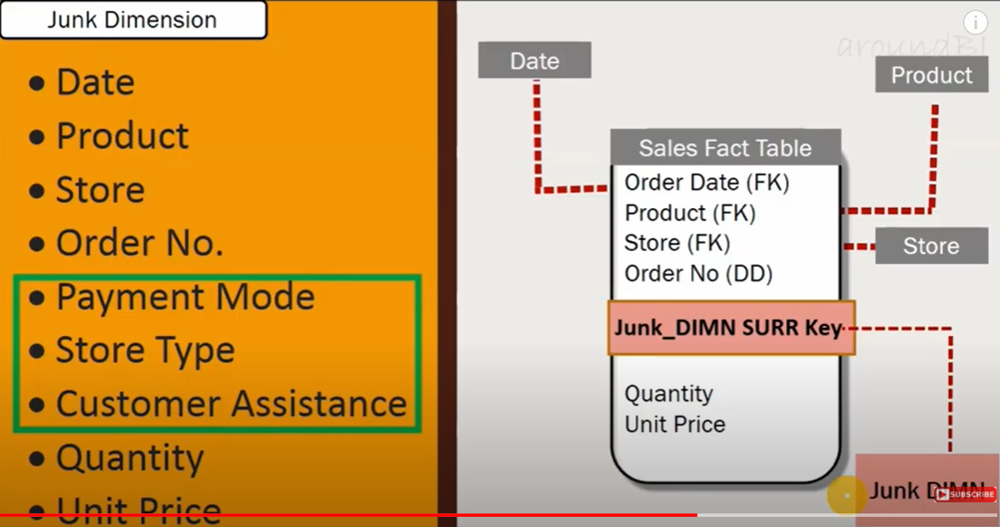 Junk Dimension
• Date
• Product
• Store
• Order No.
• Payment Mode
• Store Type
• Customer Assistance
• Quantity
• Unit Price
aroundBI
i
Date
Product
Sales Fact Table
Order Date (FK)
Product (FK)
Store (FK)
Order No (DD)
Store
Junk_DIMN SURR Key
Quantity
Unit Price
Junk DIMN
SUBSCRIBE